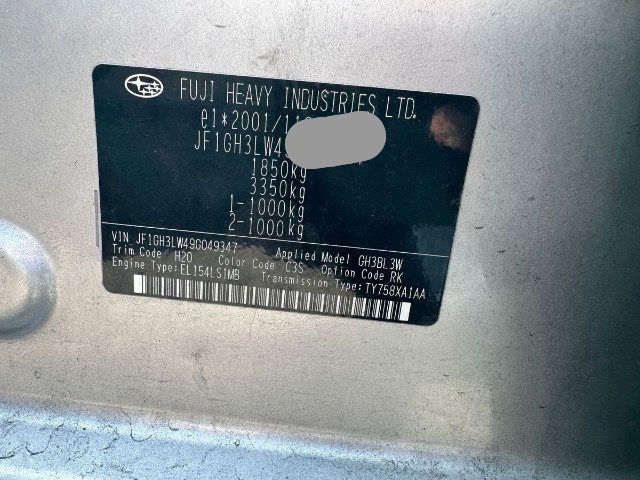 FUJI HEAVY INDUSTRIES LTD.
e1*2001/11
JF1GH3LW4
1850kg
3350kg
1-1000kg
2-1000kg
VIN JF1GH3LW49G049347 Applied Model GH3BL3W
Trim Code H20 Color Code C3S Option Code RK
Engine Type:EL154LS1MB Transmission Type:TY758XA1AA